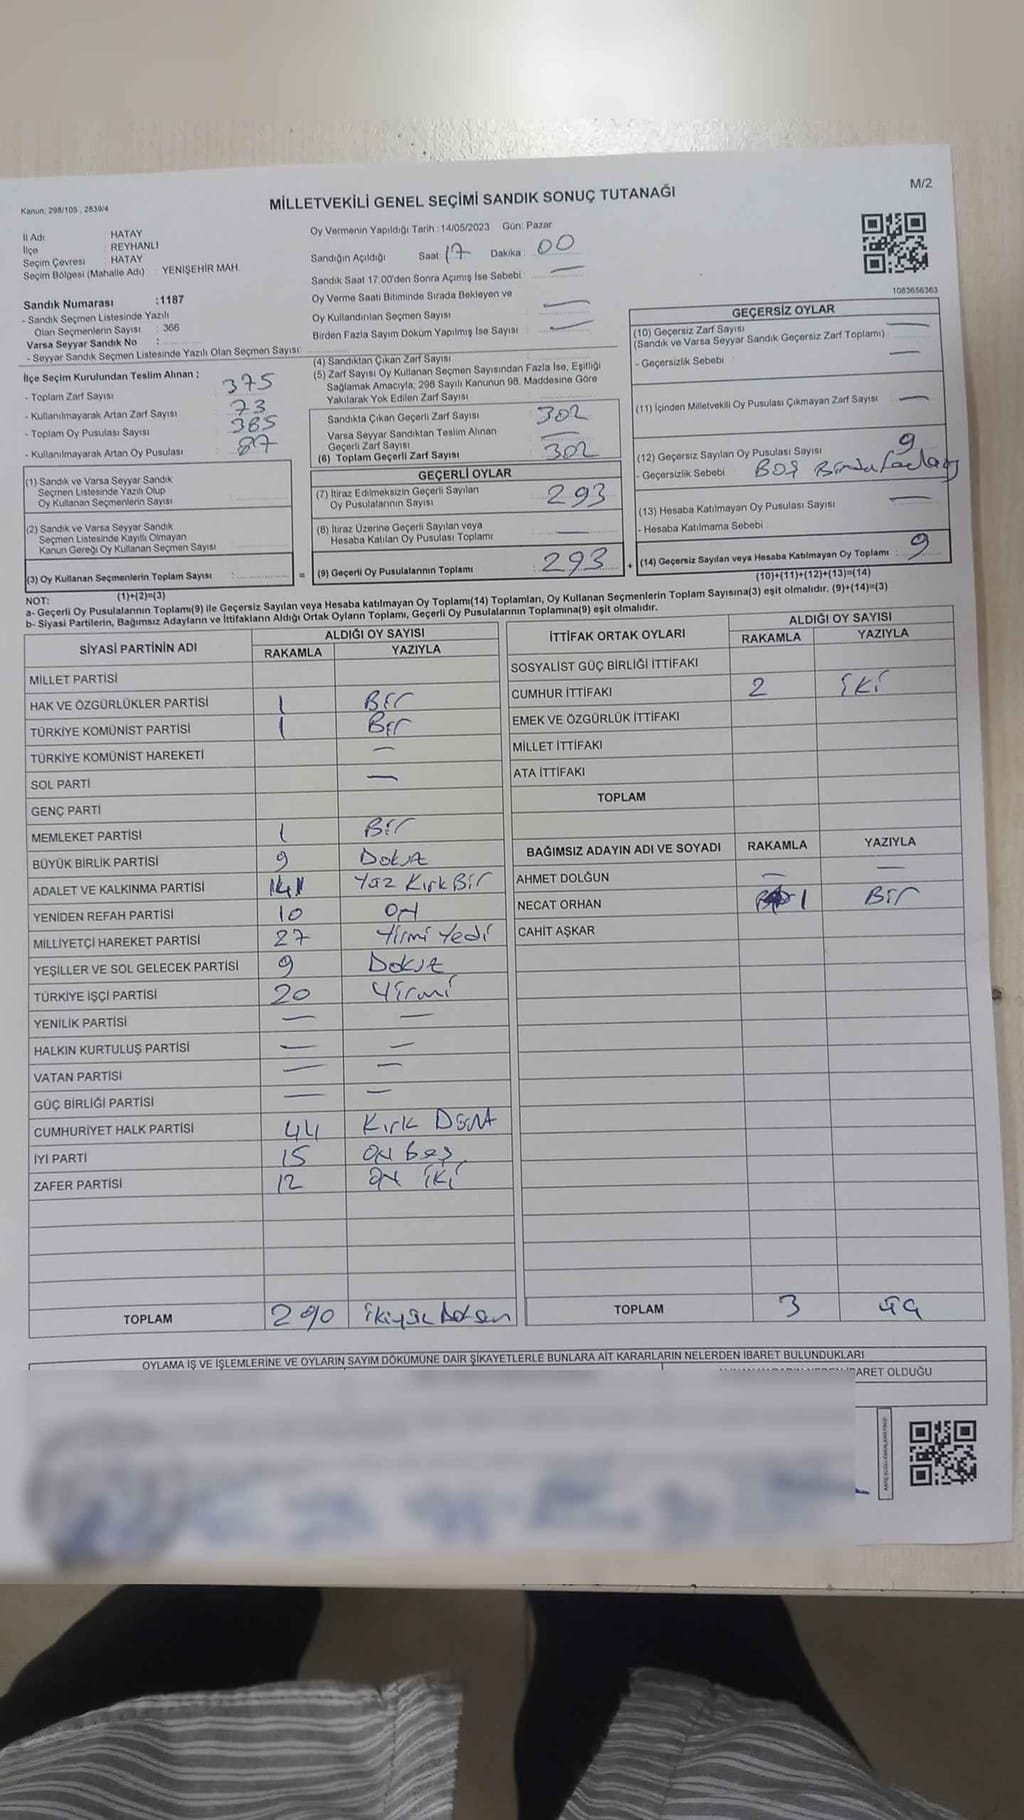 M/2
MİLLETVEKİLİ GENEL SEÇİMİ SANDIK SONUÇ TUTANAĞI
Kanun: 298/105 , 2839/4
İl Adı : HATAY
İlçe : REYHANLI
Seçim Çevresi : HATAY
Seçim Bölgesi (Mahalle Adı) : YENİŞEHİR MAH.
Sandık Numarası :1187
- Sandık Seçmen Listesinde Yazılı
Olan Seçmenlerin Sayısı : 366
Varsa Seyyar Sandık No :
- Seyyar Sandık Seçmen Listesinde Yazılı Olan Seçmen Sayısı:
Oy Vermenin Yapıldığı Tarih :14/05/2023 Gün: Pazar
Sandığın Açıldığı Saat: 17 Dakika: 00
Sandık Saat 17.00'den Sonra Açımış İse Sebebi —
Oy Verme Saati Bitiminde Sırada Bekleyen ve
Oy Kullandırılan Seçmen Sayısı —
Birden Fazla Sayım Döküm Yapılmış İse Sayısı —
1083656363
İlçe Seçim Kurulundan Teslim Alınan :
- Toplam Zarf Sayısı 375
- Kullanılmayarak Artan Zarf Sayısı 73
- Toplam Oy Pusulası Sayısı 385
- Kullanılmayarak Artan Oy Pusulası 87
(1) Sandık ve Varsa Seyyar Sandık
Seçmen Listesinde Yazılı Olup
Oy Kullanan Seçmenlerin Sayısı :
(2) Sandık ve Varsa Seyyar Sandık
Seçmen Listesinde Kayıtlı Olmayan
Kanun Gereği Oy Kullanan Seçmen Sayısı :
(3) Oy Kullanan Seçmenlerin Toplam Sayısı : =
(1)+(2)=(3)
(4) Sandıktan Çıkan Zarf Sayısı
(5) Zarf Sayısı Oy Kullanan Seçmen Sayısından Fazla İse, Eşitliği
Sağlamak Amacıyla; 298 Sayılı Kanunun 98. Maddesine Göre
Yakılarak Yok Edilen Zarf Sayısı
Sandıkta Çıkan Geçerli Zarf Sayısı 302
Varsa Seyyar Sandıktan Teslim Alınan
Geçerli Zarf Sayısı —
(6) Toplam Geçerli Zarf Sayısı 302
GEÇERLİ OYLAR
(7) İtiraz Edilmeksizin Geçerli Sayılan
Oy Pusulalarının Sayısı : 293
(8) İtiraz Üzerine Geçerli Sayılan veya
Hesaba Katılan Oy Pusulası Toplamı : —
(9) Geçerli Oy Pusulalarının Toplamı : 293 +
GEÇERSİZ OYLAR
(10) Geçersiz Zarf Sayısı —
(Sandık ve Varsa Seyyar Sandık Geçersiz Zarf Toplamı)
- Geçersizlik Sebebi : —
(11) İçinden Milletvekili Oy Pusulası Çıkmayan Zarf Sayısı —
(12) Geçersiz Sayılan Oy Pusulası Sayısı 9
- Geçersizlik Sebebi : Boş
(13) Hesaba Katılmayan Oy Pusulası Sayısı —
- Hesaba Katılmama Sebebi :
(14) Geçersiz Sayılan veya Hesaba Katılmayan Oy Toplamı : 9
(10)+(11)+(12)+(13)=(14)
NOT:
a- Geçerli Oy Pusulalarının Toplamı(9) ile Geçersiz Sayılan veya Hesaba katılmayan Oy Toplamı(14) Toplamları, Oy Kullanan Seçmenlerin Toplam Sayısına(3) eşit olmalıdır. (9)+(14)=(3)
b- Siyasi Partilerin, Bağımsız Adayların ve İttifakların Aldığı Ortak Oyların Toplamı, Geçerli Oy Pusulalarının Toplamına(9) eşit olmalıdır.
SİYASİ PARTİNİN ADI ALDIĞI OY SAYISI
RAKAMLA YAZIYLA
MİLLET PARTİSİ
HAK VE ÖZGÜRLÜKLER PARTİSİ 1 Bir
TÜRKİYE KOMÜNİST PARTİSİ 1 Bir
TÜRKİYE KOMÜNİST HAREKETİ —
SOL PARTİ —
GENÇ PARTİ
MEMLEKET PARTİSİ 1 Bir
BÜYÜK BİRLİK PARTİSİ 9 Dokuz
ADALET VE KALKINMA PARTİSİ 141 Yüz Kırk Bir
YENİDEN REFAH PARTİSİ 10 On
MİLLİYETÇİ HAREKET PARTİSİ 27 Yirmi Yedi
YEŞİLLER VE SOL GELECEK PARTİSİ 9 Dokuz
TÜRKİYE İŞÇİ PARTİSİ 20 Yirmi
YENİLİK PARTİSİ — —
HALKIN KURTULUŞ PARTİSİ — —
VATAN PARTİSİ — —
GÜÇ BİRLİĞİ PARTİSİ — —
CUMHURİYET HALK PARTİSİ 44 Kırk Dört
İYİ PARTİ 15 On beş
ZAFER PARTİSİ 12 On iki
TOPLAM 290 ikiyüz doksan
İTTİFAK ORTAK OYLARI ALDIĞI OY SAYISI
RAKAMLA YAZIYLA
SOSYALİST GÜÇ BİRLİĞİ İTTİFAKI
CUMHUR İTTİFAKI 2 iki
EMEK VE ÖZGÜRLÜK İTTİFAKI
MİLLET İTTİFAKI
ATA İTTİFAKI
TOPLAM
BAĞIMSIZ ADAYIN ADI VE SOYADI RAKAMLA YAZIYLA
AHMET DOLĞUN — —
NECAT ORHAN 1 Bir
CAHİT AŞKAR
TOPLAM 3 üç
OYLAMA İŞ VE İŞLEMLERİNE VE OYLARIN SAYIM DÖKÜMÜNE DAİR ŞİKAYETLERLE BUNLARA AİT KARARLARIN NELERDEN İBARET BULUNDUKLARI
OLDUĞU